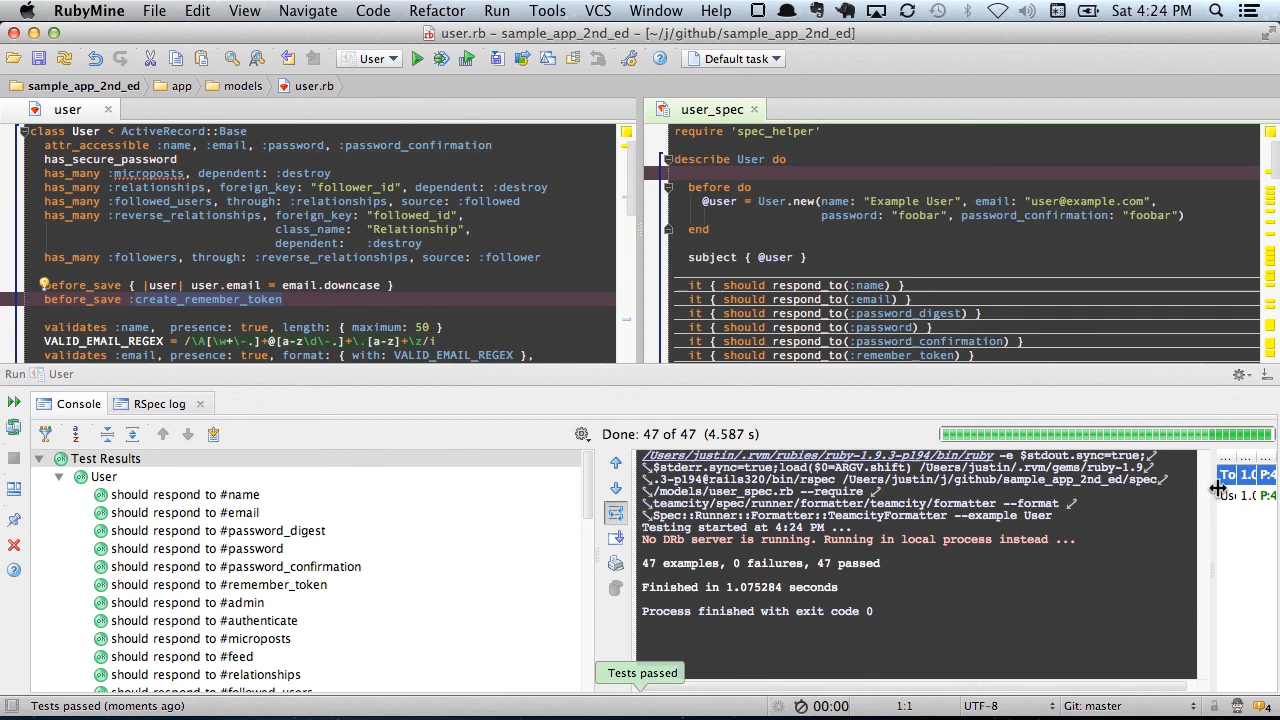 RubyMine File Edit View Navigate Code Refactor Run Tools VCS Window Help Sat 4:24 PM
user.rb – sample_app_2nd_ed – [~/j/github/sample_app_2nd_ed]
User Default task
sample_app_2nd_ed app models user.rb
user
class User < ActiveRecord::Base
attr_accessible :name, :email, :password, :password_confirmation
has_secure_password
has_many :microposts, dependent: :destroy
has_many :relationships, foreign_key: "follower_id", dependent: :destroy
has_many :followed_users, through: :relationships, source: :followed
has_many :reverse_relationships, foreign_key: "followed_id",
class_name: "Relationship",
dependent: :destroy
has_many :followers, through: :reverse_relationships, source: :follower
before_save { |user| user.email = email.downcase }
before_save :create_remember_token
validates :name, presence: true, length: { maximum: 50 }
VALID_EMAIL_REGEX = /\A[\w+\-.]+@[a-z\d\-.]+\.[a-z]+\z/i
validates :email, presence: true, format: { with: VALID_EMAIL_REGEX },
user_spec
require 'spec_helper'
describe User do
before do
@user = User.new(name: "Example User", email: "user@example.com",
password: "foobar", password_confirmation: "foobar")
end
subject { @user }
it { should respond_to(:name) }
it { should respond_to(:email) }
it { should respond_to(:password_digest) }
it { should respond_to(:password) }
it { should respond_to(:password_confirmation) }
it { should respond_to(:remember_token) }
Run User
Console RSpec log
Done: 47 of 47 (4.587 s)
Test Results
User
should respond to #name
should respond to #email
should respond to #password_digest
should respond to #password
should respond to #password_confirmation
should respond to #remember_token
should respond to #admin
should respond to #authenticate
should respond to #microposts
should respond to #feed
should respond to #relationships
should respond to #followed_users
/Users/justin/.rvm/rubies/ruby-1.9.3-p194/bin/ruby -e $stdout.sync=true;
$stderr.sync=true;load($0=ARGV.shift) /Users/justin/.rvm/gems/ruby-1.9
.3-p194@rails320/bin/rspec /Users/justin/j/github/sample_app_2nd_ed/spec
/models/user_spec.rb --require
teamcity/spec/runner/formatter/teamcity/formatter --format
Spec::Runner::Formatter::TeamcityFormatter --example User
Testing started at 4:24 PM ...
No DRb server is running. Running in local process instead ...
47 examples, 0 failures, 47 passed
Finished in 1.075284 seconds
Process finished with exit code 0
... ... ...
To 1.0 P:4
1.0 P:4
Tests passed
Tests passed (moments ago) 00:00 1:1 UTF-8 Git: master 4